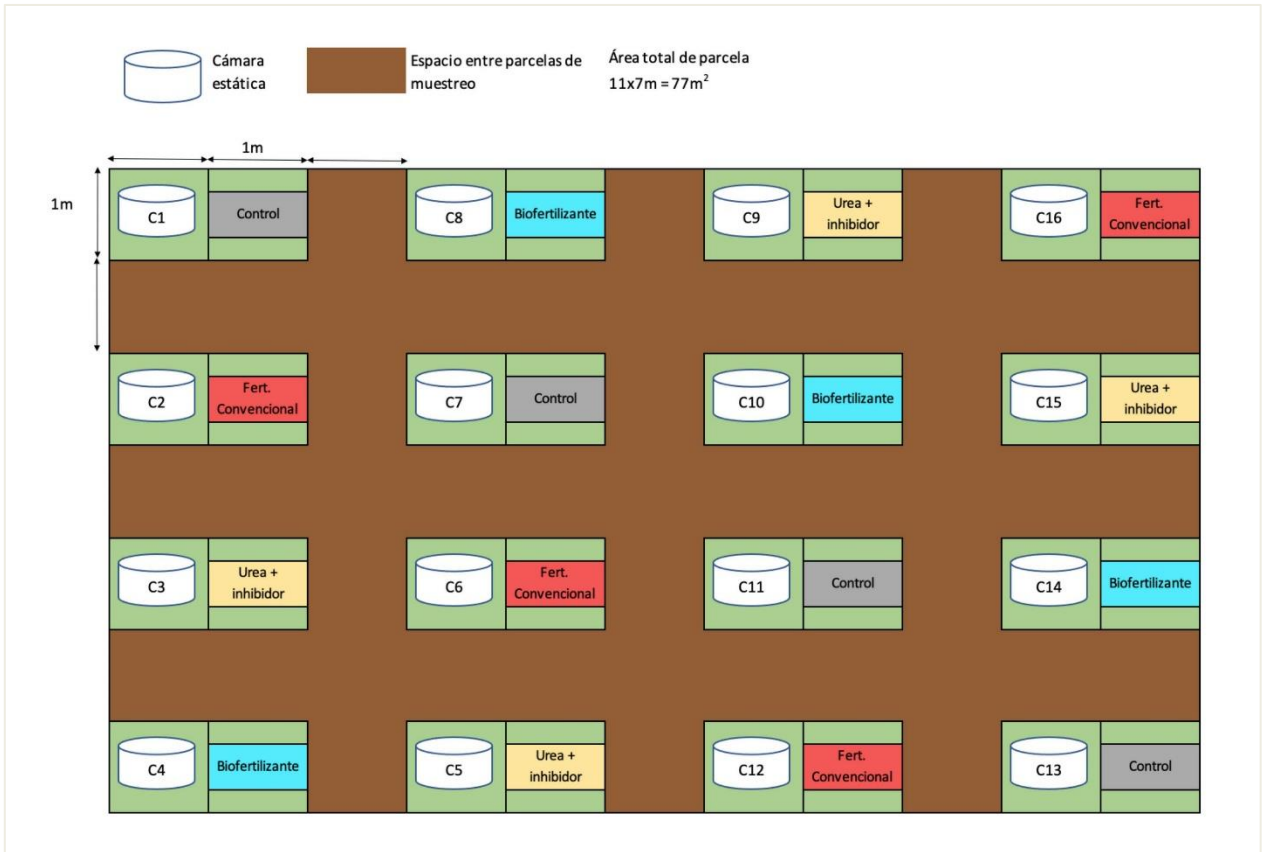 Cámara
estática
Espacio entre parcelas de
muestreo
Área total de parcela
11x7m = 77m²
1m
1m
C1
Control
C8
Biofertilizante
C9
Urea +
inhibidor
C16
Fert.
Convencional
C2
Fert.
Convencional
C7
Control
C10
Biofertilizante
C15
Urea +
inhibidor
C3
Urea +
inhibidor
C6
Fert.
Convencional
C11
Control
C14
Biofertilizante
C4
Biofertilizante
C5
Urea +
inhibidor
C12
Fert.
Convencional
C13
Control